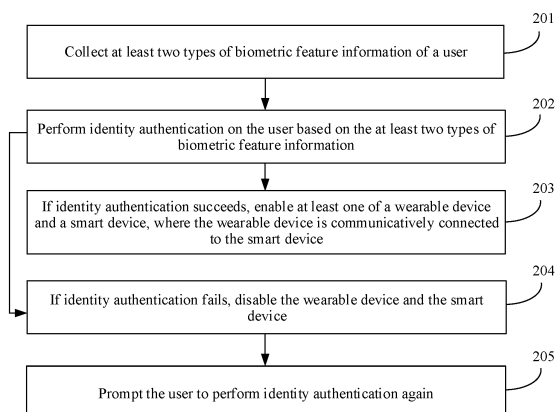 201
Collect at least two types of biometric feature information of a user
202
Perform identity authentication on the user based on the at least two types of
biometric feature information
203
If identity authentication succeeds, enable at least one of a wearable device
and a smart device, where the wearable device is communicatively connected
to the smart device
204
If identity authentication fails, disable the wearable device and the smart
device
205
Prompt the user to perform identity authentication again